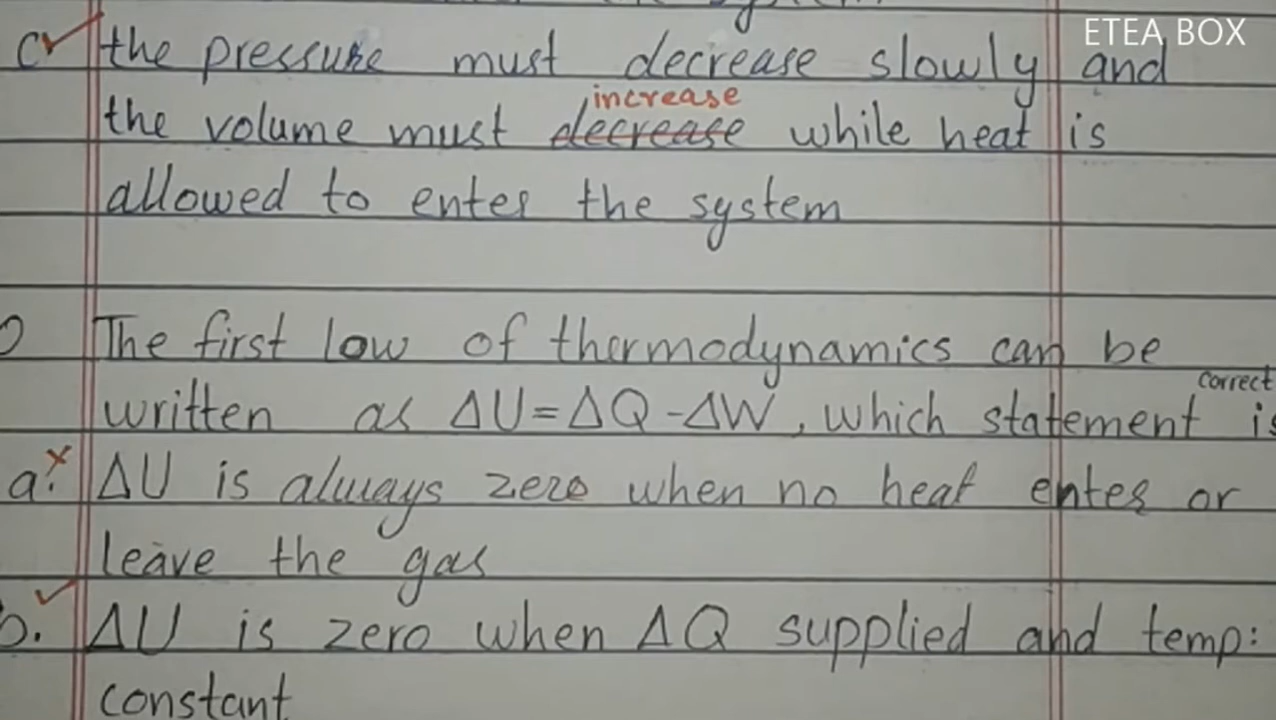 ETEA BOX
c. the pressure must decrease slowly and
increase
the volume must decrease while heat is
allowed to enter the system
The first low of thermodynamics can be
correct
written as ΔU=ΔQ-ΔW, which statement is
a. ΔU is always zero when no heat enter or
leave the gas
b. ΔU is zero when ΔQ supplied and temp:
constant